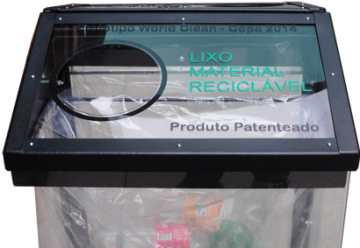 World Clean - Copa 2014
LIXO
MATERIAL
RECICLÁVEL
Produto Patenteado